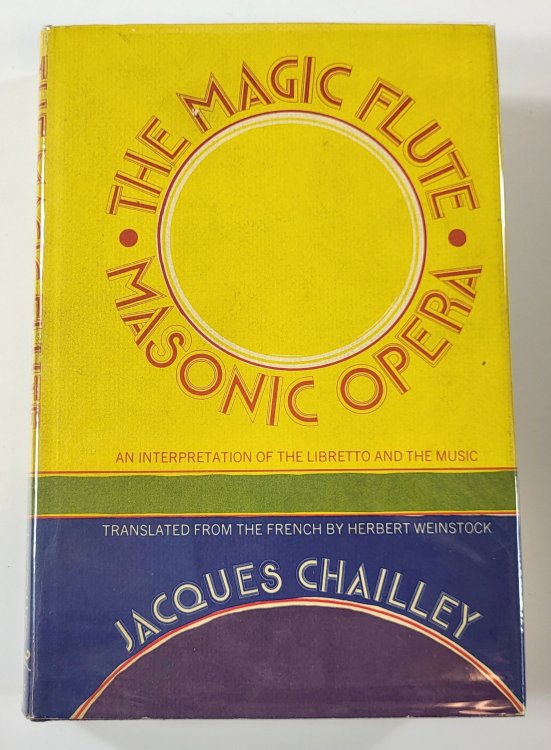 THE MAGIC FLUTE
• MASONIC OPERA •
AN INTERPRETATION OF THE LIBRETTO AND THE MUSIC
TRANSLATED FROM THE FRENCH BY HERBERT WEINSTOCK
JACQUES CHAILLEY